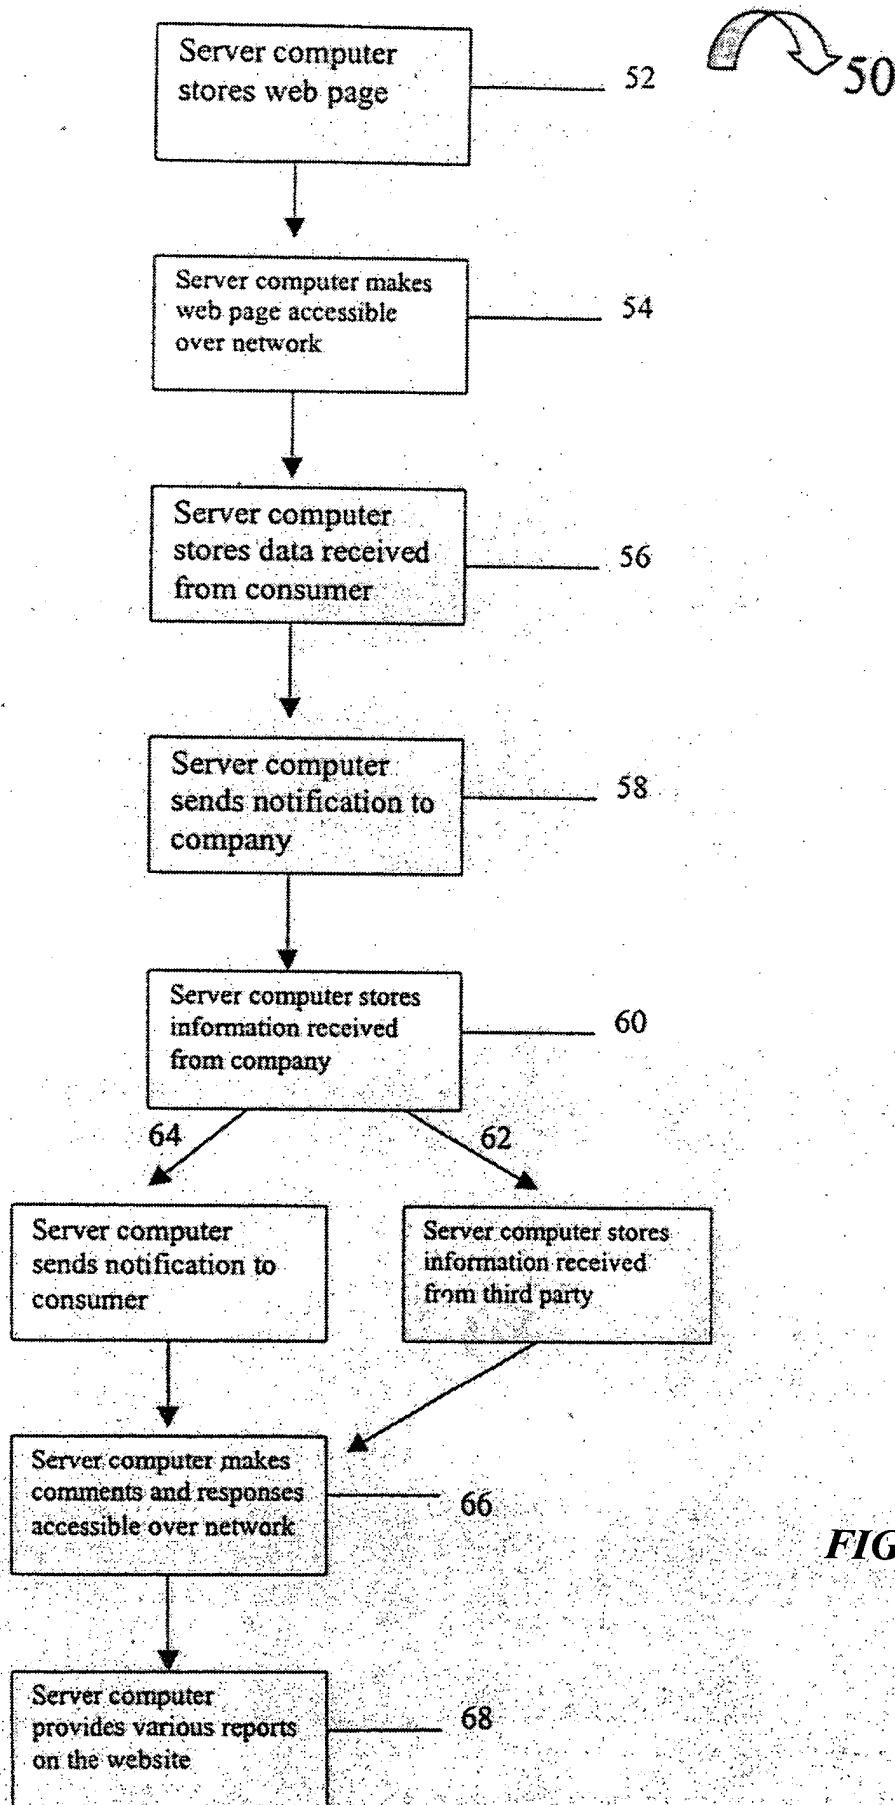 Server computer
stores web page
52
50
Server computer makes
web page accessible
over network
54
Server computer
stores data received
from consumer
56
Server computer
sends notification to
company
58
Server computer stores
information received
from company
60
64
62
Server computer
sends notification to
consumer
Server computer stores
information received
from third party
Server computer makes
comments and responses
accessible over network
66
FIG
Server computer
provides various reports
on the website
68